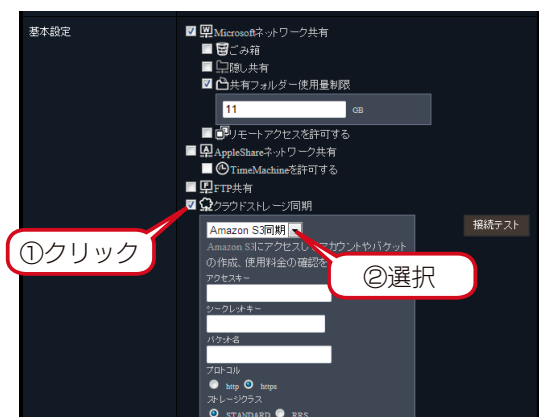 基本設定
Microsoftネットワーク共有
ごみ箱
隠し共有
共有フォルダー使用量制限
11 GB
リモートアクセスを許可する
AppleShareネットワーク共有
TimeMachineを許可する
FTP共有
クラウドストレージ同期
Amazon S3同期
接続テスト
Amazon S3にアクセスし アカウントやバケット
の作成、使用料金の確認を
①クリック
②選択
アクセスキー
シークレットキー
バケット名
プロトコル
http https
ストレージクラス
STANDARD RRS